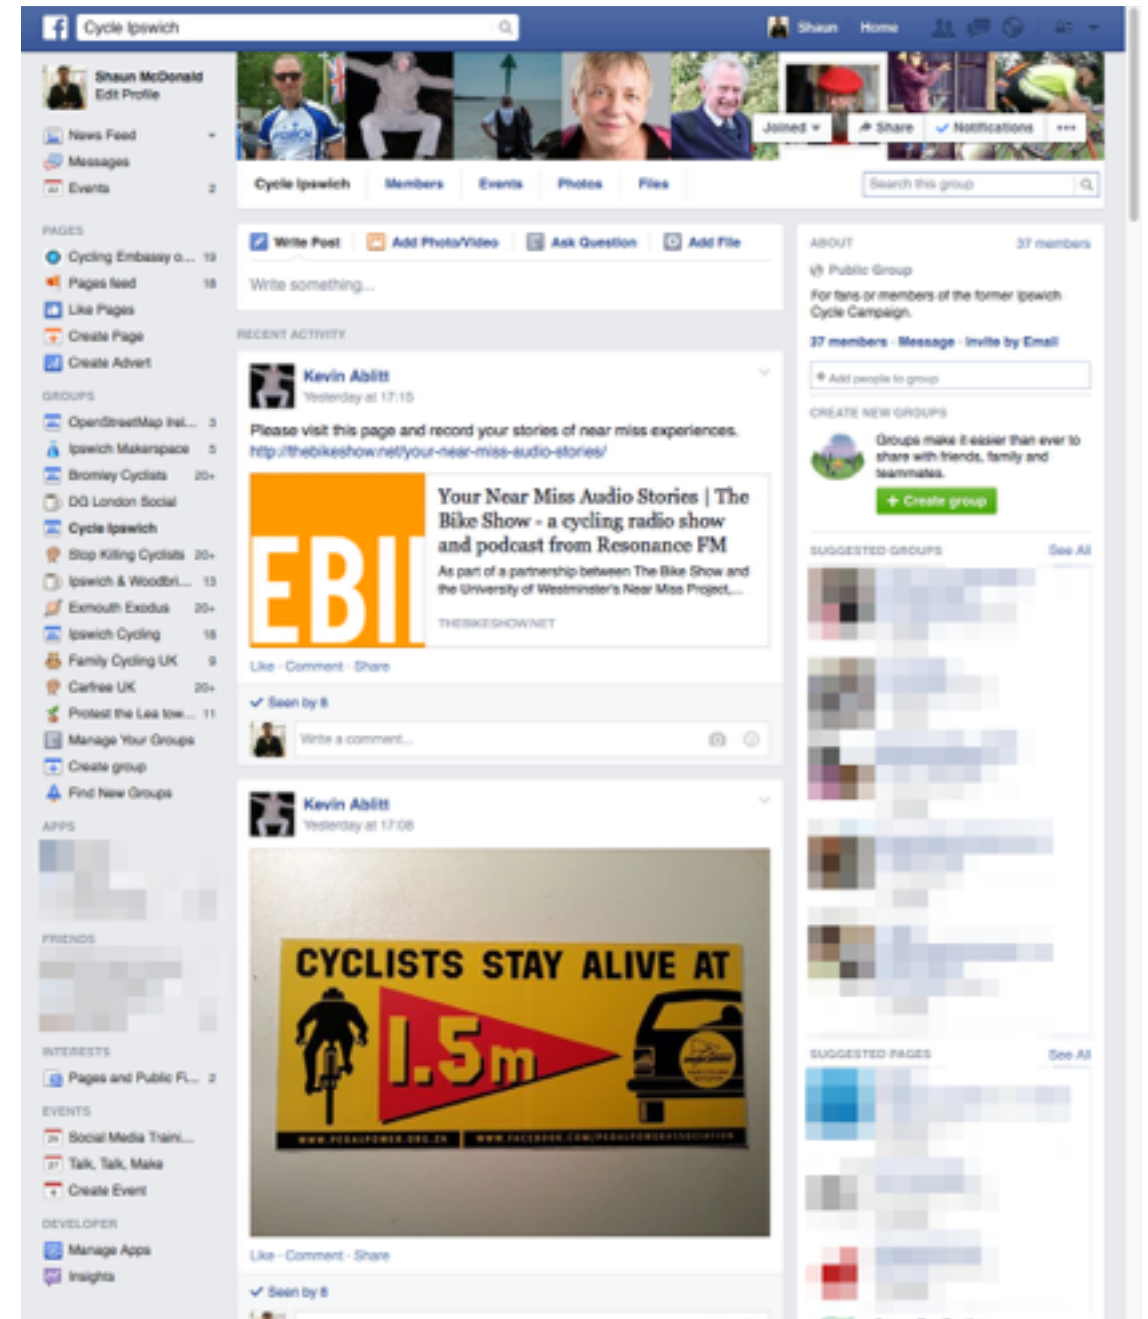 Cycle Ipswich
Shaun Home
Shaun McDonald
Edit Profile
News Feed
Messages
Events 2
PAGES
Cycling Embassy o... 19
Pages feed 18
Like Pages
Create Page
Create Advert
GROUPS
OpenStreetMap Irel... 3
Ipswich Makerspace 5
Bromley Cyclists 20+
DG London Social
Cycle Ipswich
Stop Killing Cyclists 20+
Ipswich & Woodbri... 13
Exmouth Exodus 20+
Ipswich Cycling 18
Family Cycling UK 9
Carfree UK 20+
Protest the Lea tow... 11
Manage Your Groups
Create group
Find New Groups
APPS
FRIENDS
INTERESTS
Pages and Public Fi... 2
EVENTS
Social Media Traini...
Talk, Talk, Make
Create Event
DEVELOPER
Manage Apps
Insights
Joined Share Notifications
Cycle Ipswich Members Events Photos Files
Search this group
Write Post Add Photo/Video Ask Question Add File
Write something...
RECENT ACTIVITY
Kevin Ablitt
Yesterday at 17:15
Please visit this page and record your stories of near miss experiences.
http://thebikeshow.net/your-near-miss-audio-stories/
EBI
Your Near Miss Audio Stories | The
Bike Show - a cycling radio show
and podcast from Resonance FM
As part of a partnership between The Bike Show and
the University of Westminster's Near Miss Project,...
THEBIKESHOW.NET
Like · Comment · Share
Seen by 8
Write a comment...
Kevin Ablitt
Yesterday at 17:08
CYCLISTS STAY ALIVE AT
1.5m
WWW.PEDALPOWER.ORG.ZA WWW.FACEBOOK.COM/PEDALPOWERASSOCIATION
Like · Comment · Share
Seen by 8
ABOUT 37 members
Public Group
For fans or members of the former Ipswich
Cycle Campaign.
37 members · Message · Invite by Email
+ Add people to group
CREATE NEW GROUPS
Groups make it easier than ever to
share with friends, family and
teammates.
+ Create group
SUGGESTED GROUPS See All
SUGGESTED PAGES See All